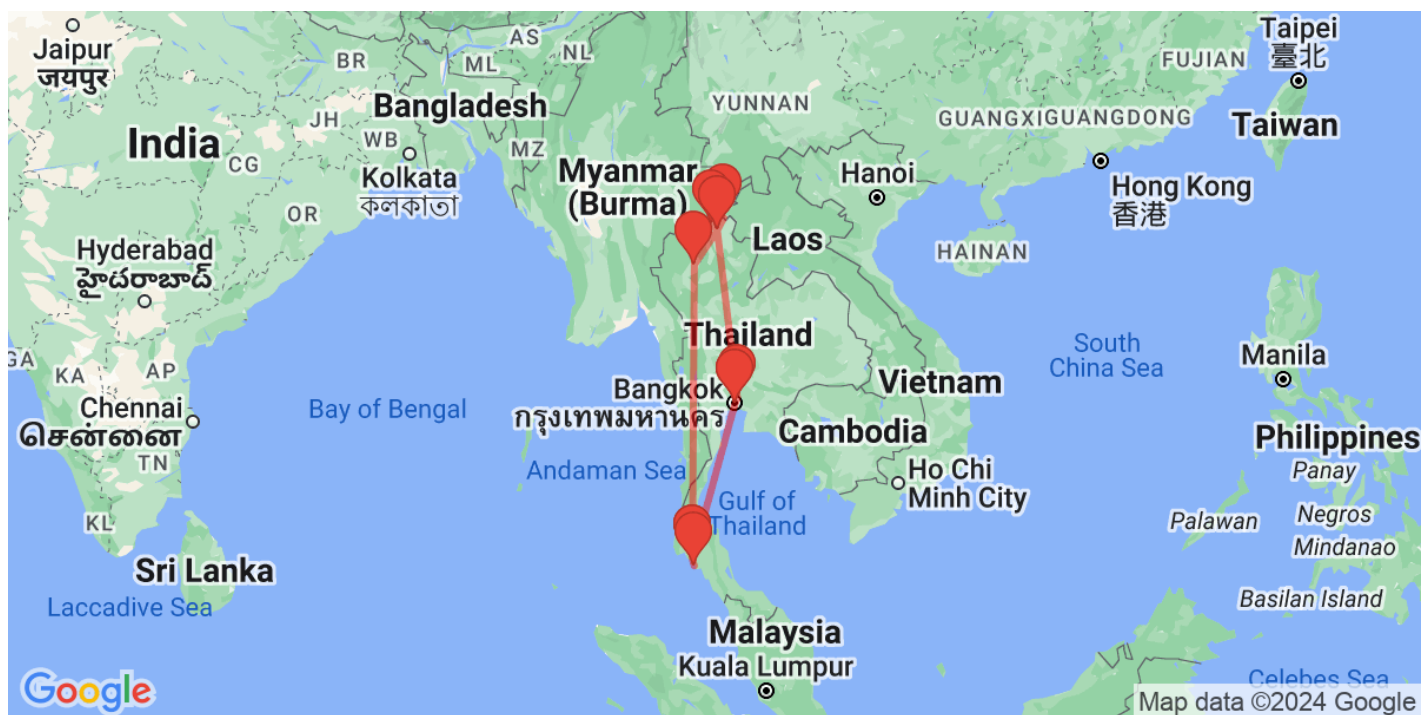 Jaipur
जयपुर
India
Bangladesh
BR
AS
NL
ML
JH
WB
MZ
CG
Kolkata
কলকাতা
OR
Hyderabad
హైదరాబాద్
GA
KA
AP
Chennai
சென்னை
TN
KL
Sri Lanka
Laccadive Sea
Bay of Bengal
Myanmar
(Burma)
YUNNAN
Hanoi
Laos
Thailand
Bangkok
กรุงเทพมหานคร
Vietnam
Cambodia
Andaman Sea
Gulf of
Thailand
Ho Chi
Minh City
Malaysia
Kuala Lumpur
Taipei
臺北
FUJIAN
GUANGXI
GUANGDONG
Taiwan
Hong Kong
香港
HAINAN
South
China Sea
Manila
Philippines
Panay
Palawan
Negros
Mindanao
Basilan Island
Celebes Sea
Google
Map data ©2024 Google